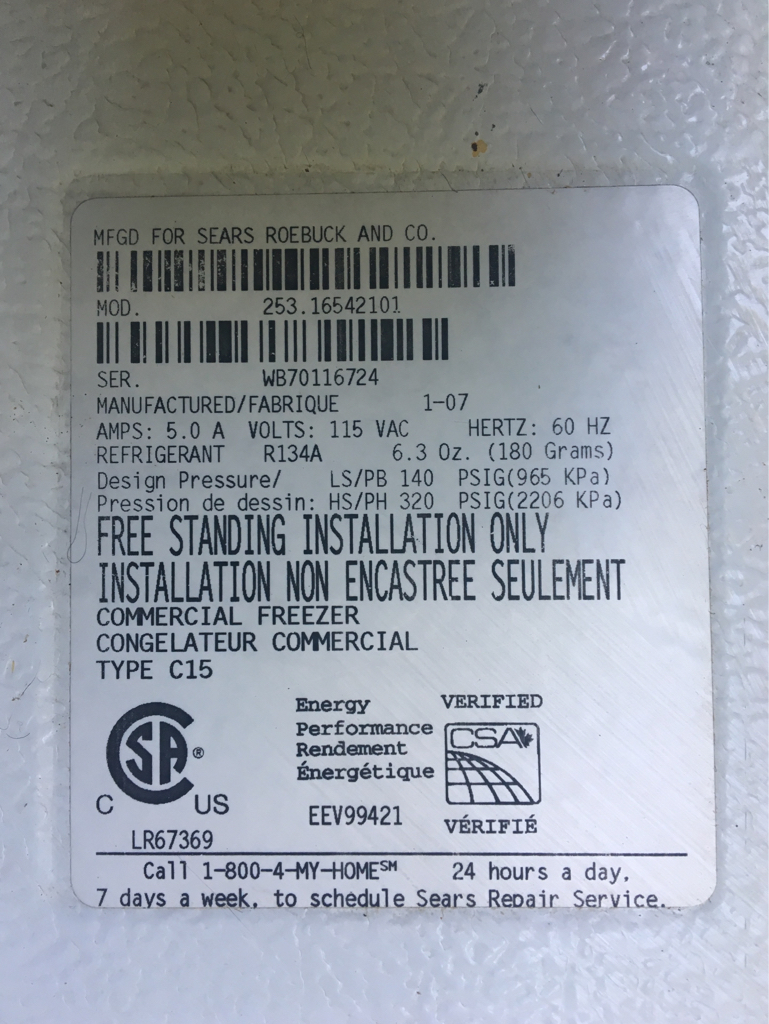 MFGD FOR SEARS ROEBUCK AND CO.
MOD. 253.16542101
SER. WB70116724
MANUFACTURED/FABRIQUE 1-07
AMPS: 5.0 A VOLTS: 115 VAC HERTZ: 60 HZ
REFRIGERANT R134A 6.3 Oz. (180 Grams)
Design Pressure/ LS/PB 140 PSIG(965 KPa)
Pression de dessin: HS/PH 320 PSIG(2206 KPa)
FREE STANDING INSTALLATION ONLY
INSTALLATION NON ENCASTREE SEULEMENT
COMMERCIAL FREEZER
CONGELATEUR COMMERCIAL
TYPE C15
CSA®
C US
LR67369
Energy
Performance
Rendement
Énergétique
EEV99421
VERIFIED
CSA
VÉRIFIÉ
Call 1-800-4-MY-HOME℠ 24 hours a day,
7 days a week, to schedule Sears Repair Service.